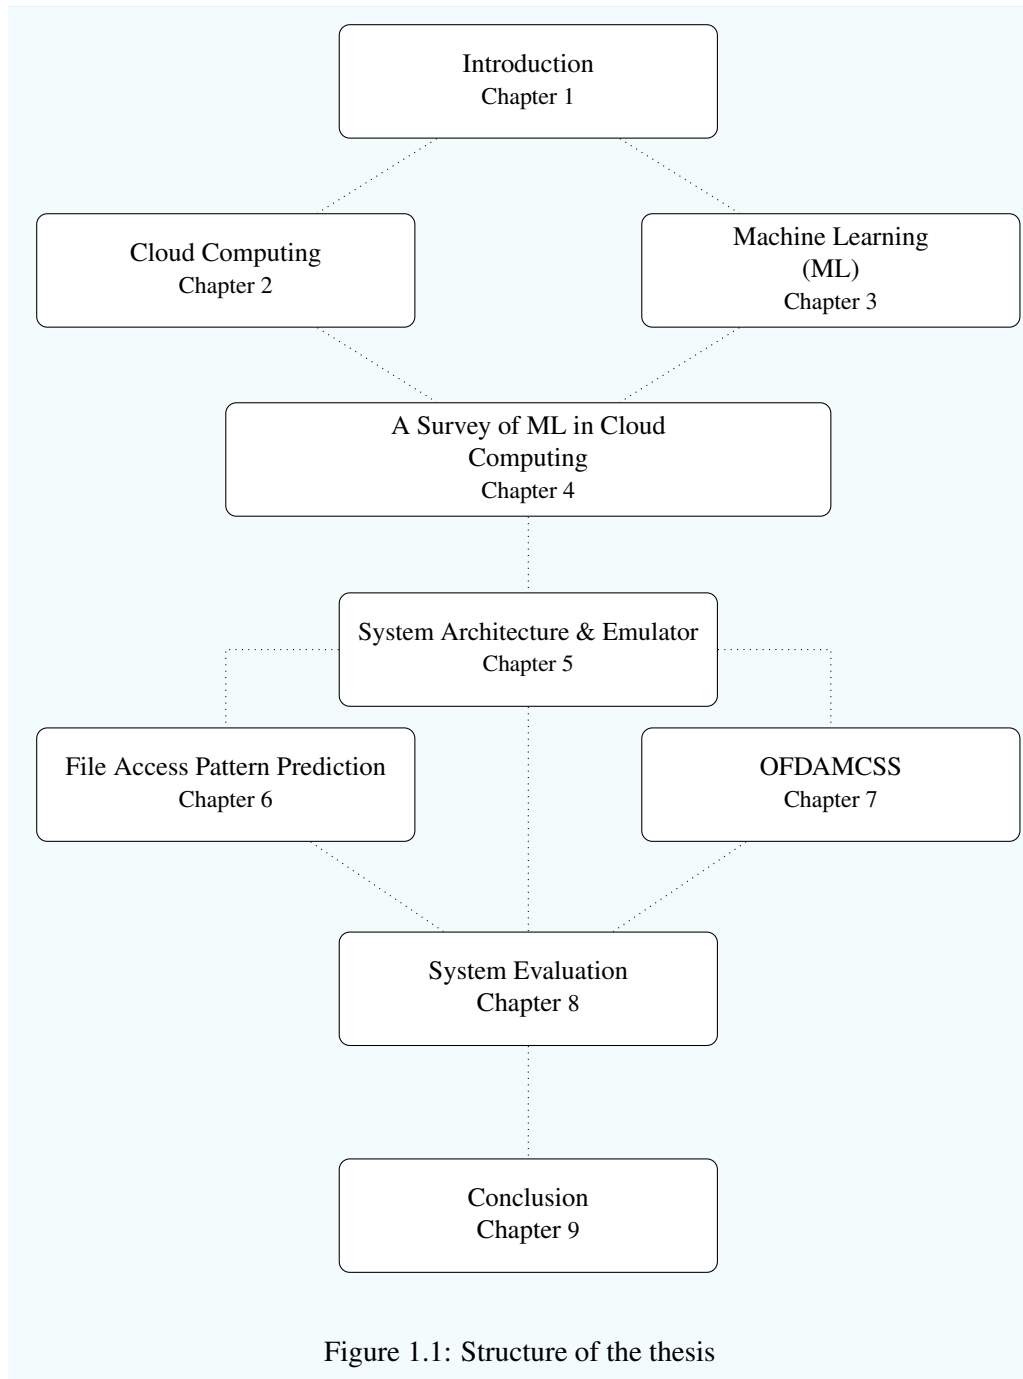 Introduction
Chapter 1
Cloud Computing
Chapter 2
Machine Learning
(ML)
Chapter 3
A Survey of ML in Cloud
Computing
Chapter 4
System Architecture & Emulator
Chapter 5
File Access Pattern Prediction
Chapter 6
OFDAMCSS
Chapter 7
System Evaluation
Chapter 8
Conclusion
Chapter 9
Figure 1.1: Structure of the thesis